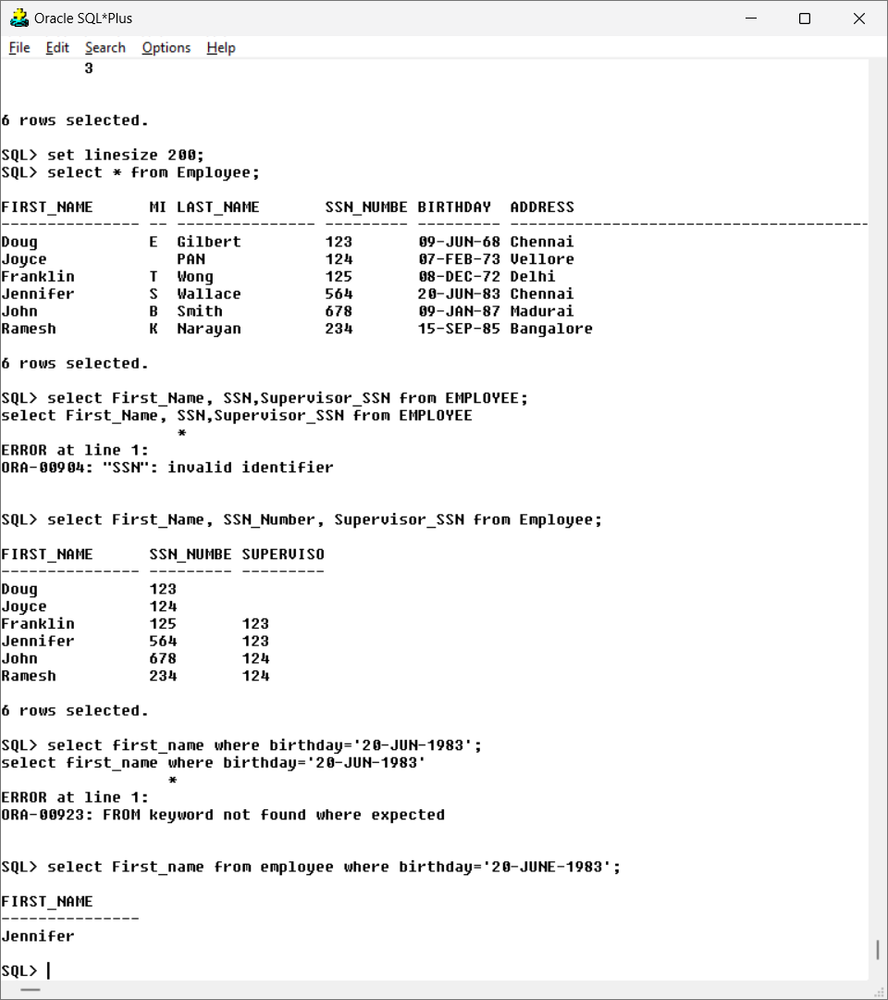 Oracle SQL*Plus
File Edit Search Options Help
3
6 rows selected.
SQL> set linesize 200;
SQL> select * from Employee;
FIRST_NAME      MI LAST_NAME       SSN_NUMBE BIRTHDAY  ADDRESS
--------------- -- --------------- --------- --------- ---------------------------------------
Doug            E  Gilbert         123       09-JUN-68 Chennai
Joyce              PAN             124       07-FEB-73 Vellore
Franklin        T  Wong            125       08-DEC-72 Delhi
Jennifer        S  Wallace         564       20-JUN-83 Chennai
John            B  Smith           678       09-JAN-87 Madurai
Ramesh          K  Narayan         234       15-SEP-85 Bangalore
6 rows selected.
SQL> select First_Name, SSN,Supervisor_SSN from EMPLOYEE;
select First_Name, SSN,Supervisor_SSN from EMPLOYEE
*
ERROR at line 1:
ORA-00904: "SSN": invalid identifier
SQL> select First_Name, SSN_Number, Supervisor_SSN from Employee;
FIRST_NAME      SSN_NUMBE SUPERVISO
--------------- --------- ---------
Doug            123
Joyce           124
Franklin        125       123
Jennifer        564       123
John            678       124
Ramesh          234       124
6 rows selected.
SQL> select first_name where birthday='20-JUN-1983';
select first_name where birthday='20-JUN-1983'
*
ERROR at line 1:
ORA-00923: FROM keyword not found where expected
SQL> select First_name from employee where birthday='20-JUNE-1983';
FIRST_NAME
---------------
Jennifer
SQL>